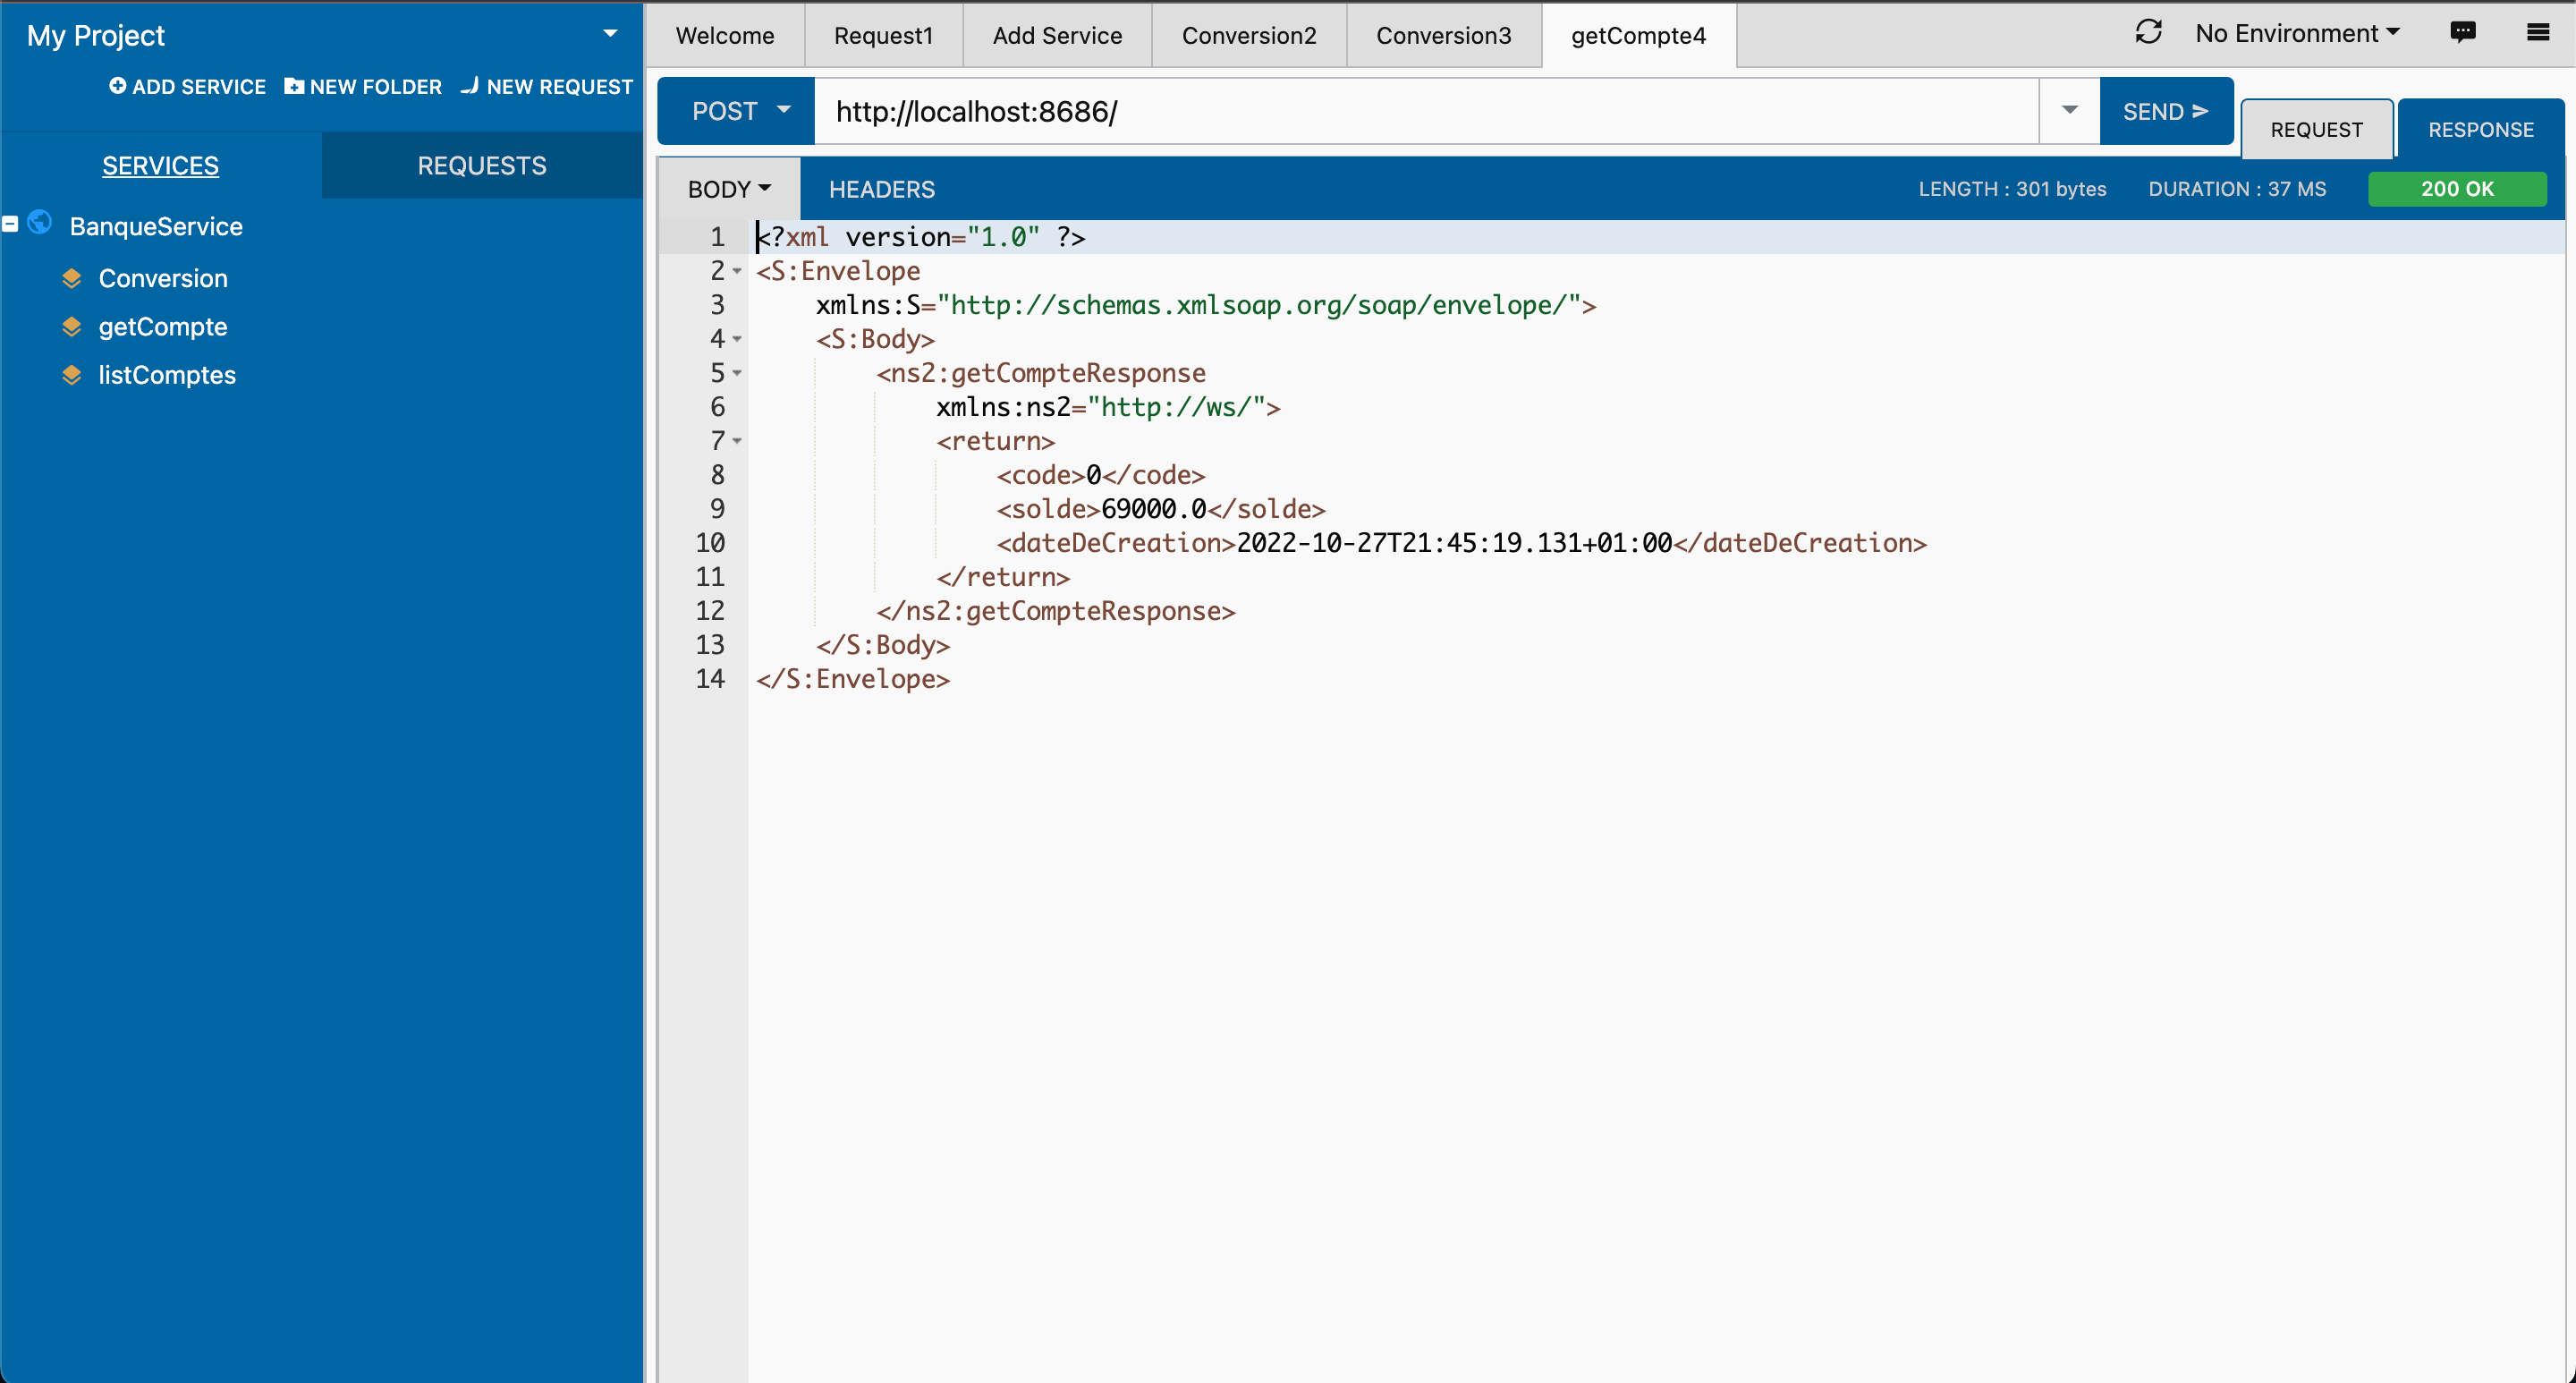 My Project
ADD SERVICE NEW FOLDER NEW REQUEST
SERVICES REQUESTS
BanqueService
Conversion
getCompte
listComptes
Welcome Request1 Add Service Conversion2 Conversion3 getCompte4 No Environment
POST http://localhost:8686/ SEND REQUEST RESPONSE
BODY HEADERS LENGTH : 301 bytes DURATION : 37 MS 200 OK
1 <?xml version="1.0" ?>
2 <S:Envelope
3 xmlns:S="http://schemas.xmlsoap.org/soap/envelope/">
4 <S:Body>
5 <ns2:getCompteResponse
6 xmlns:ns2="http://ws/">
7 <return>
8 <code>0</code>
9 <solde>69000.0</solde>
10 <dateDeCreation>2022-10-27T21:45:19.131+01:00</dateDeCreation>
11 </return>
12 </ns2:getCompteResponse>
13 </S:Body>
14 </S:Envelope>